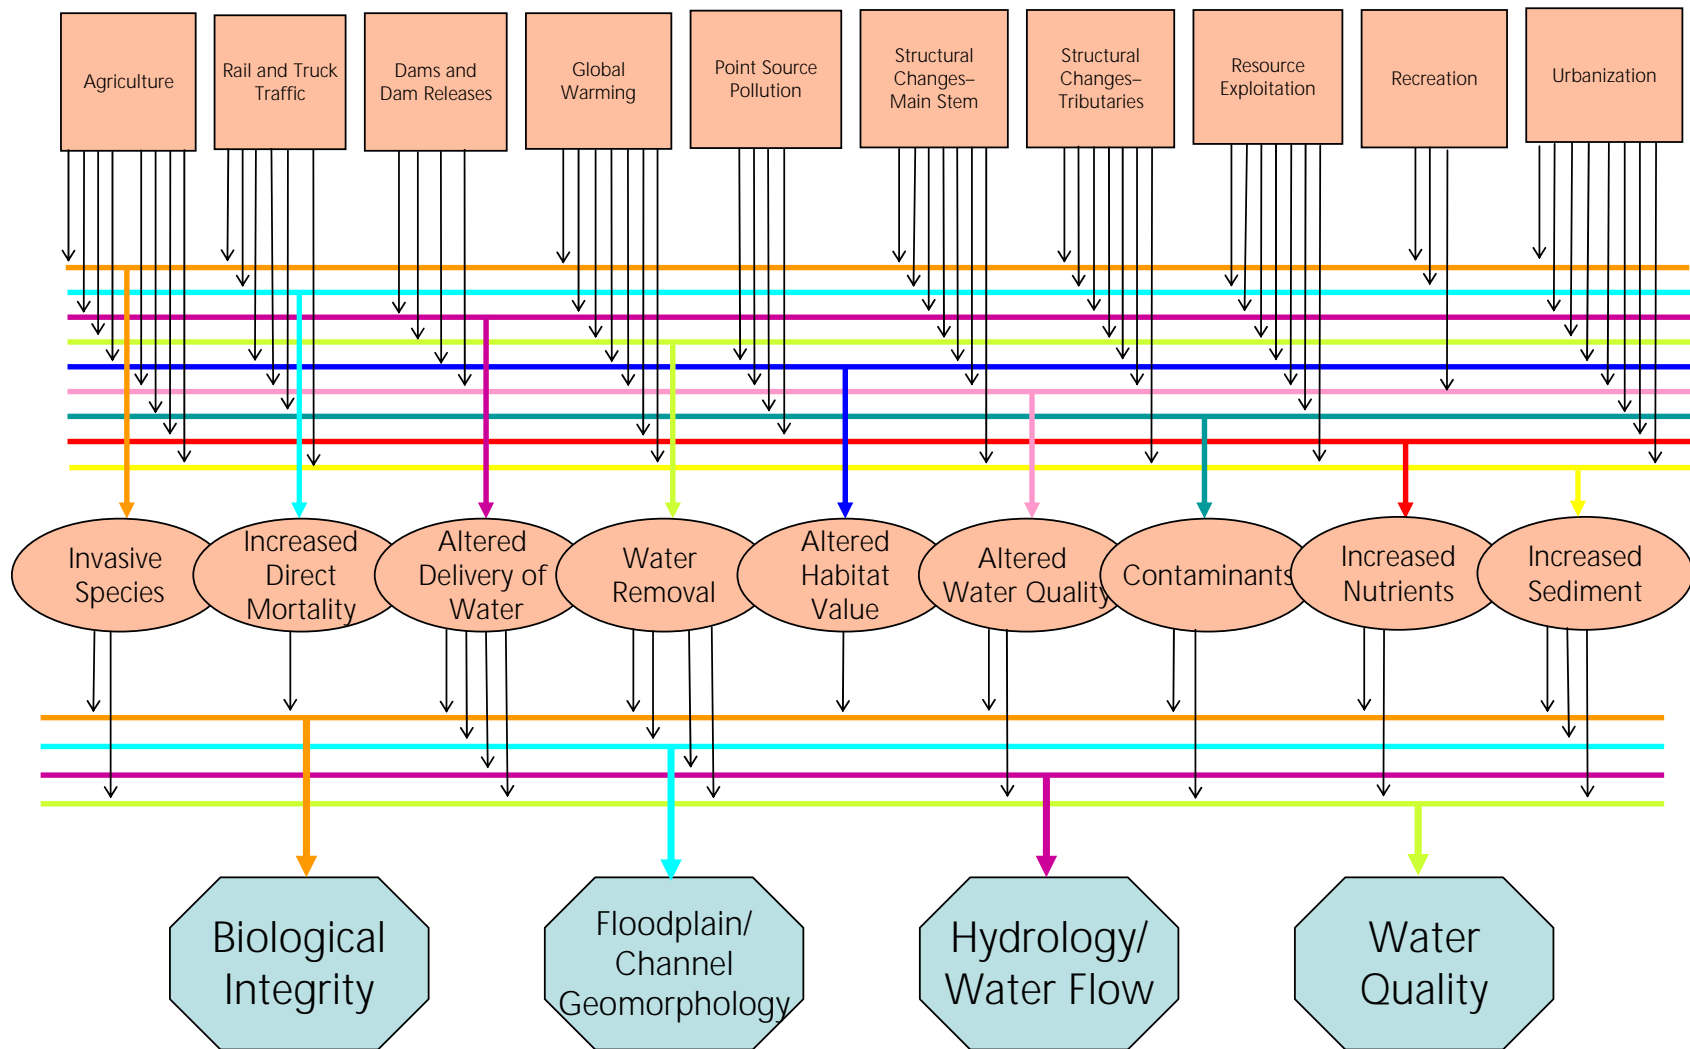 Agriculture
Rail and Truck
Traffic
Dams and
Dam Releases
Global
Warming
Point Source
Pollution
Structural
Changes–
Main Stem
Structural
Changes–
Tributaries
Resource
Exploitation
Recreation
Urbanization
Invasive
Species
Increased
Direct
Mortality
Altered
Delivery of
Water
Water
Removal
Altered
Habitat
Value
Altered
Water Quality
Contaminants
Increased
Nutrients
Increased
Sediment
Biological
Integrity
Floodplain/
Channel
Geomorphology
Hydrology/
Water Flow
Water
Quality